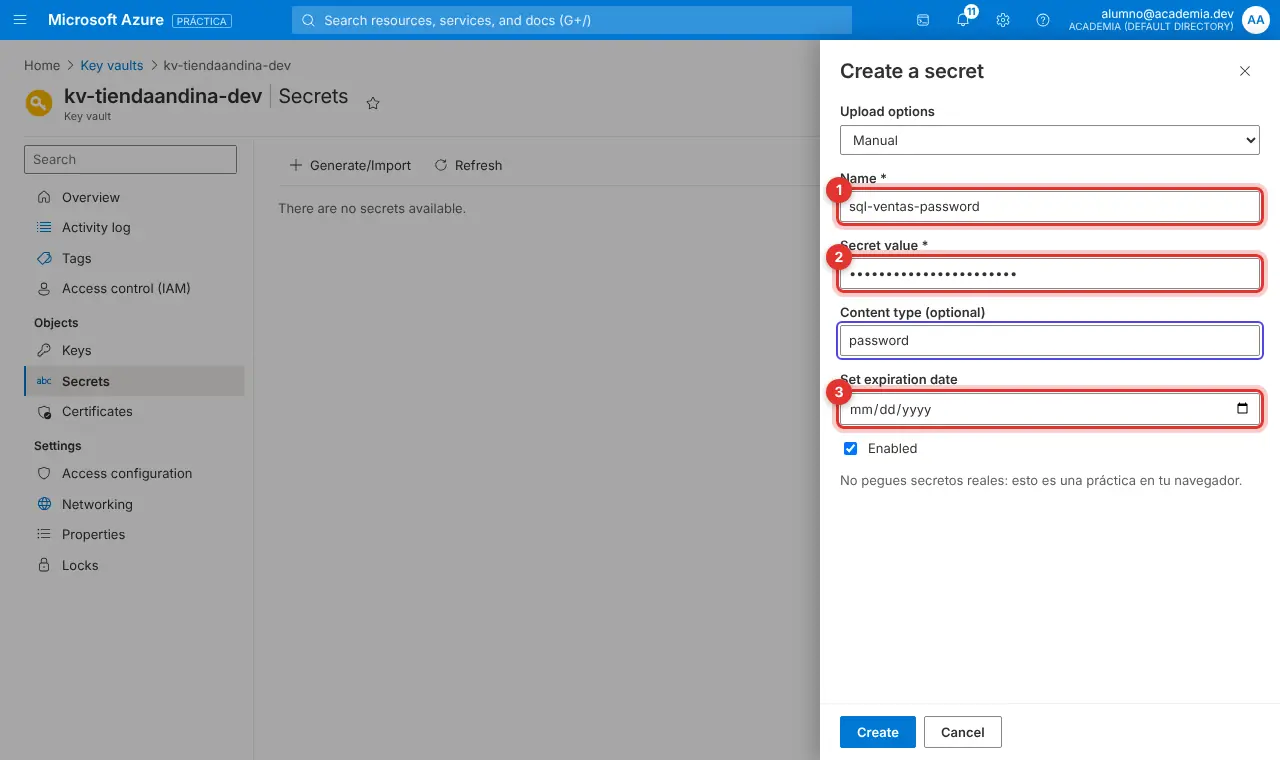 Microsoft Azure PRÁCTICA
Search resources, services, and docs (G+/)
11
alumno@academia.dev
ACADEMIA (DEFAULT DIRECTORY)
AA
Home > Key vaults > kv-tiendaandina-dev
kv-tiendaandina-dev | Secrets
Key vault
Search
Overview
Activity log
Tags
Access control (IAM)
Objects
Keys
abc Secrets
Certificates
Settings
Access configuration
Networking
Properties
Locks
Generate/Import Refresh
There are no secrets available.
Create a secret
Upload options
Manual
Name *
1
sql-ventas-password
Secret value *
2
•••••••••••••••••••••••
Content type (optional)
password
Set expiration date
3
mm/dd/yyyy
Enabled
No pegues secretos reales: esto es una práctica en tu navegador.
Create Cancel